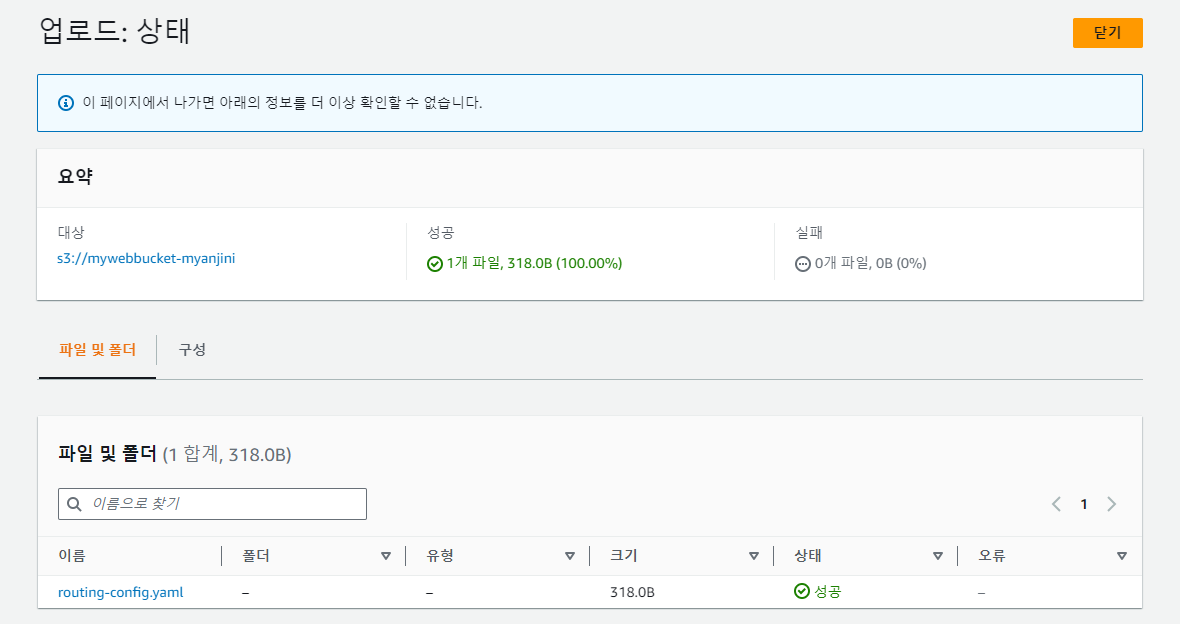 업로드: 상태
닫기
이 페이지에서 나가면 아래의 정보를 더 이상 확인할 수 없습니다.
요약
대상
성공
실패
s3://mywebbucket-myanjini
1개 파일, 318.0B (100.00%)
0개 파일, 0B (0%)
파일 및 폴더
구성
파일 및 폴더 (1 합계, 318.0B)
이름으로 찾기
1
이름
폴더
유형
크기
상태
오류
routing-config.yaml
–
–
318.0B
성공
–